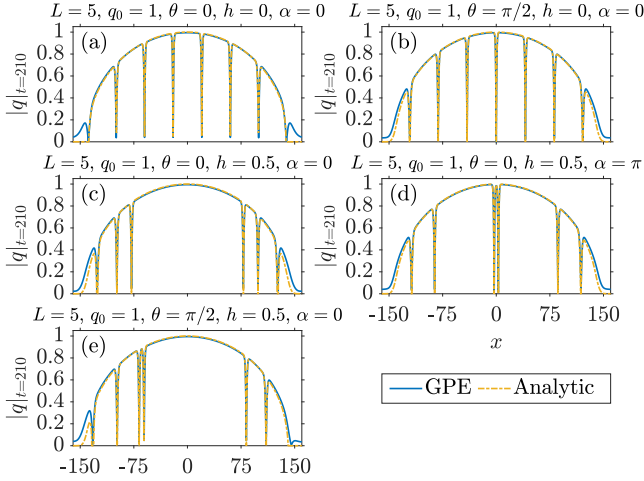 L = 5, q₀ = 1, θ = 0, h = 0, α = 0
L = 5, q₀ = 1, θ = π/2, h = 0, α = 0
(a)
(b)
|q|ₜ₌₂₁₀
1
0.8
0.6
0.4
0.2
0
|q|ₜ₌₂₁₀
1
0.8
0.6
0.4
0.2
0
L = 5, q₀ = 1, θ = 0, h = 0.5, α = 0
L = 5, q₀ = 1, θ = 0, h = 0.5, α = π
(c)
(d)
|q|ₜ₌₂₁₀
1
0.8
0.6
0.4
0.2
0
|q|ₜ₌₂₁₀
1
0.8
0.6
0.4
0.2
0
-150 -75 0 75 150
x
L = 5, q₀ = 1, θ = π/2, h = 0.5, α = 0
(e)
|q|ₜ₌₂₁₀
1
0.8
0.6
0.4
0.2
0
-150 -75 0 75 150
GPE Analytic